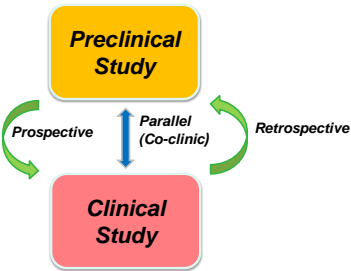 Preclinical
Study
Prospective
Parallel
(Co-clinic)
Retrospective
Clinical
Study